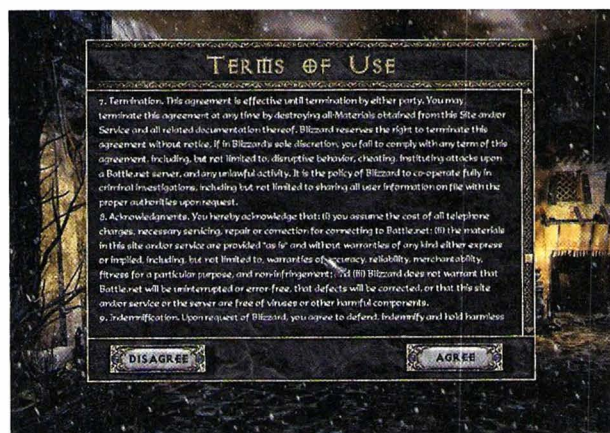 TERMS OF USE
7. Termination. This agreement is effective until termination by either party. You may
terminate this agreement at any time by destroying all Materials obtained from this Site and/or
Service and all related documentation thereof. Blizzard reserves the right to terminate this
agreement without notice, if in Blizzard's sole discretion, you fail to comply with any term of this
agreement, including, but not limited to, disruptive behavior, cheating, instituting attacks upon
a Battle.net server, and any unlawful activity. It is the policy of Blizzard to co-operate fully in
criminal investigations, including but not limited to sharing all user information on file with the
proper authorities upon request.
8. Acknowledgments. You hereby acknowledge that: (i) you assume the cost of all telephone
charges, necessary servicing, repair or correction for connecting to Battle.net; (ii) the materials
in this site and/or service are provided "as is" and without warranties of any kind either express
or implied, including, but not limited to, warranties of accuracy, reliability, merchantability,
fitness for a particular purpose, and non-infringement; and (iii) Blizzard does not warrant that
Battle.net will be uninterrupted or error-free, that defects will be corrected, or that this site
and/or service or the server are free of viruses or other harmful components.
9. Indemnification. Upon request of Blizzard, you agree to defend, indemnify and hold harmless
DISAGREE
AGREE